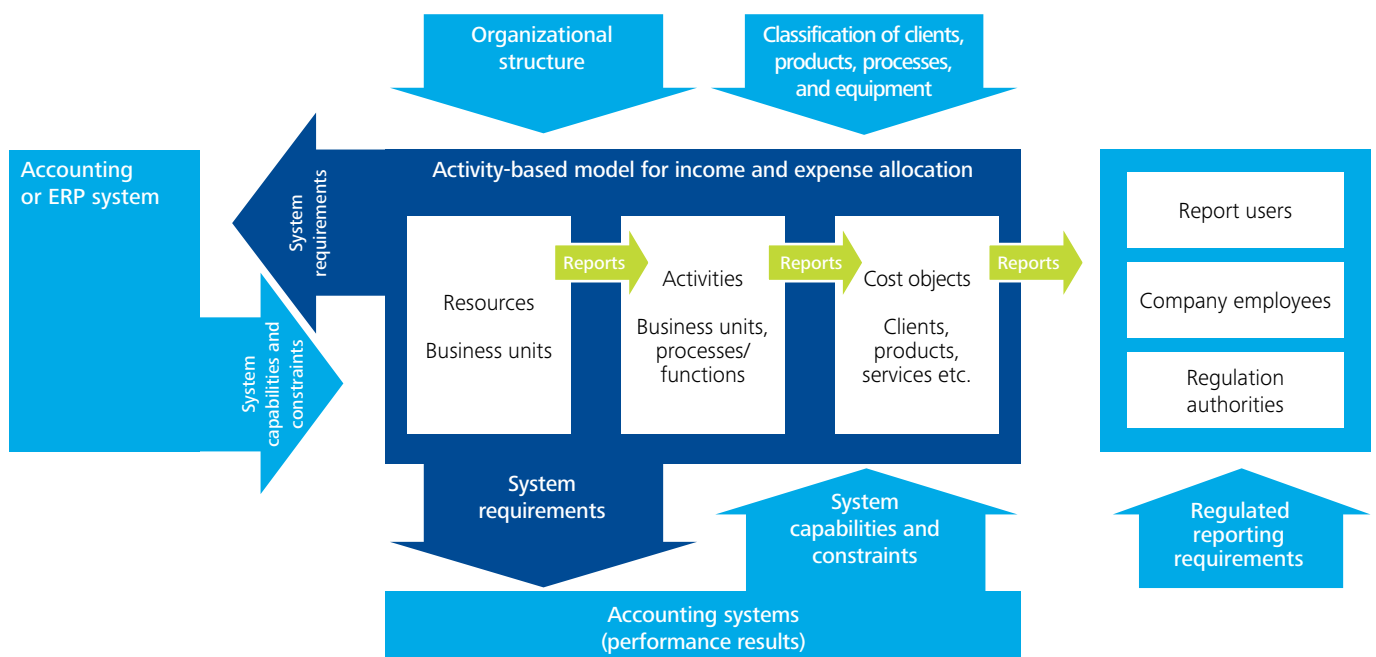 Organizational
structure
Classification of clients,
products, processes,
and equipment
Accounting
or ERP system
System
requirements
System
capabilities and
constraints
Activity-based model for income and expense allocation
Resources
Business units
Reports
Activities
Business units,
processes/
functions
Reports
Cost objects
Clients,
products,
services etc.
Reports
Report users
Company employees
Regulation
authorities
System
requirements
System
capabilities and
constraints
Regulated
reporting
requirements
Accounting systems
(performance results)